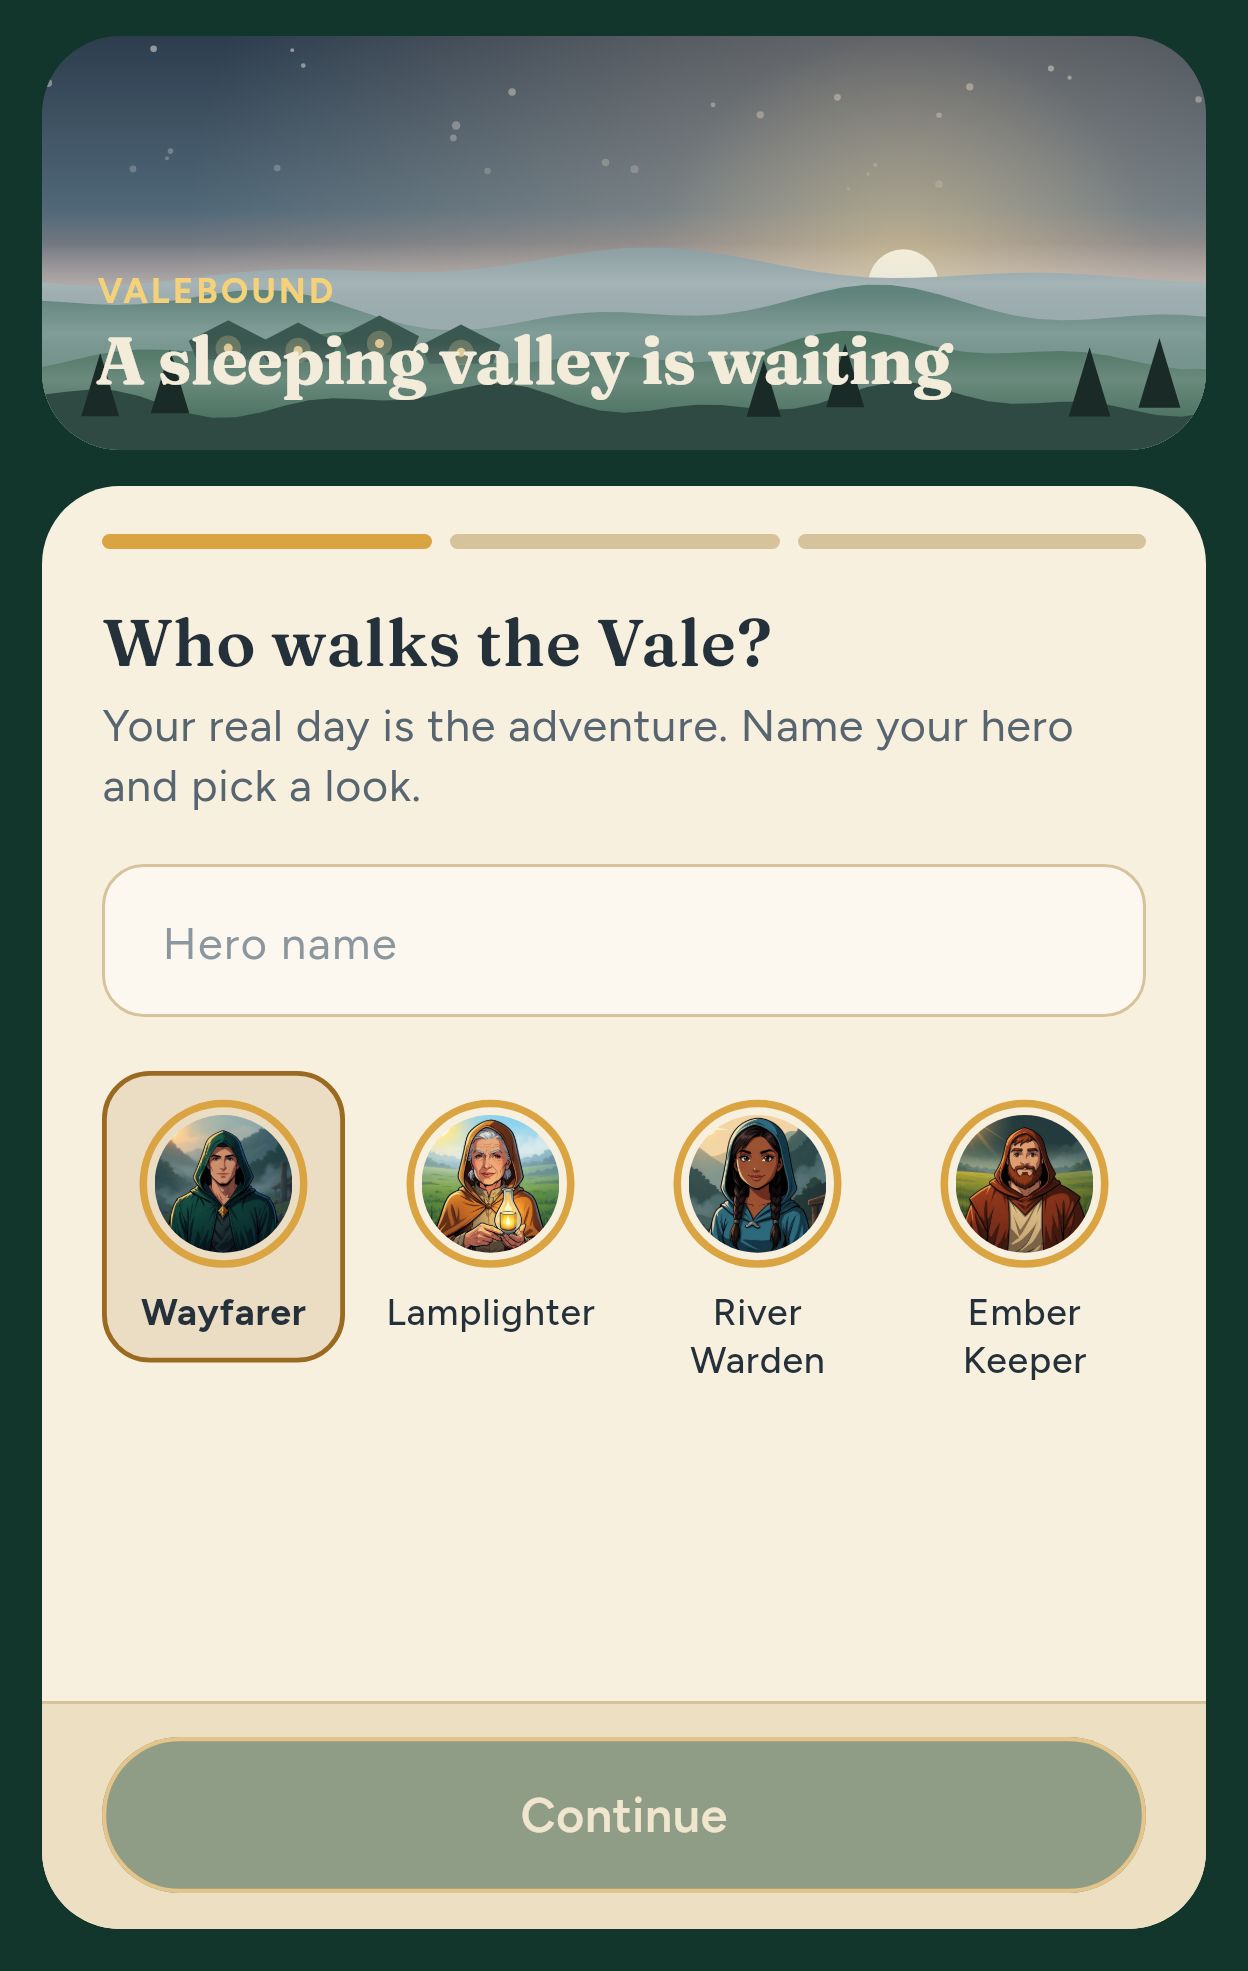 VALEBOUND
A sleeping valley is waiting
Who walks the Vale?
Your real day is the adventure. Name your hero
and pick a look.
Hero name
Wayfarer
Lamplighter
River
Warden
Ember
Keeper
Continue